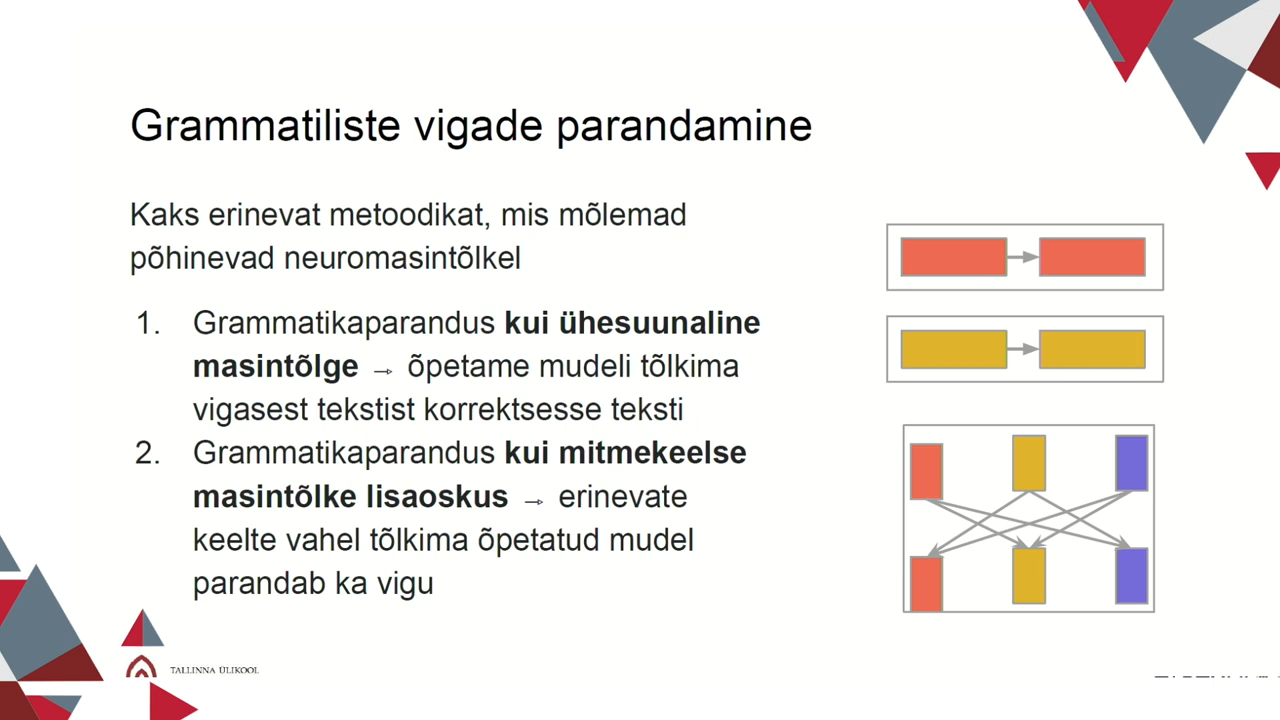 Grammatiliste vigade parandamine
Kaks erinevat metoodikat, mis mõlemad
põhinevad neuromasintõlkel
1. Grammatikaparandus kui ühesuunaline
masintõlge → õpetame mudeli tõlkima
vigasest tekstist korrektsesse teksti
2. Grammatikaparandus kui mitmekeelse
masintõlke lisaoskus → erinevate
keelte vahel tõlkima õpetatud mudel
parandab ka vigu
TALLINNA ÜLIKOOL